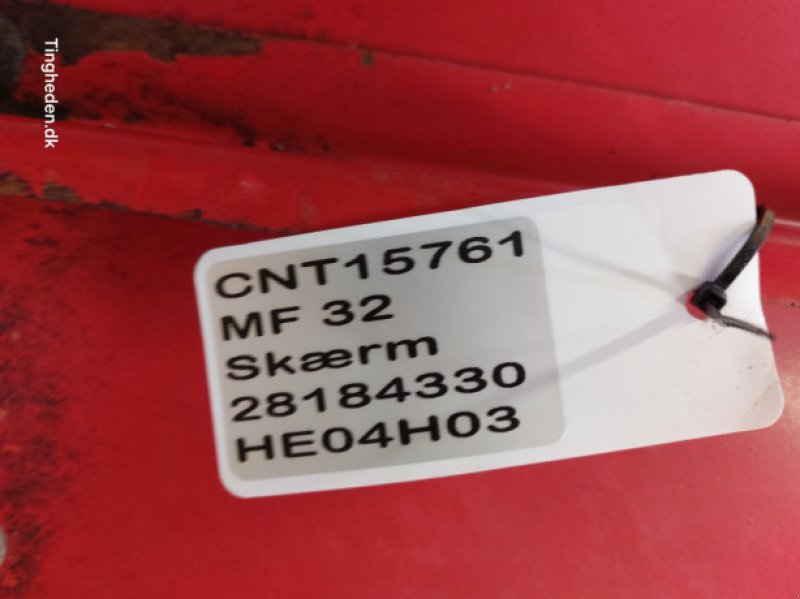 Tingheden.dk
CNT15761
MF 32
Skærm
28184330
HE04H03